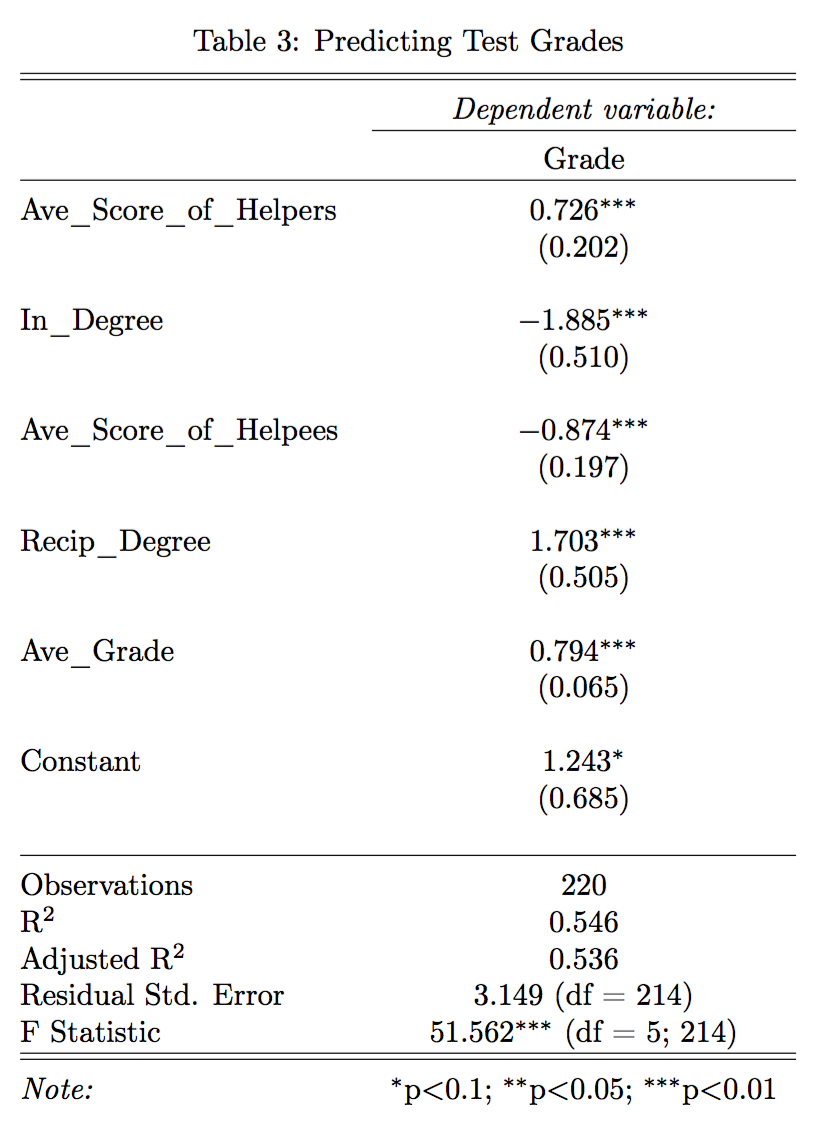 Table 3: Predicting Test Grades
Dependent variable:
Grade
Ave_Score_of_Helpers 0.726***
(0.202)
In_Degree −1.885***
(0.510)
Ave_Score_of_Helpees −0.874***
(0.197)
Recip_Degree 1.703***
(0.505)
Ave_Grade 0.794***
(0.065)
Constant 1.243*
(0.685)
Observations 220
R² 0.546
Adjusted R² 0.536
Residual Std. Error 3.149 (df = 214)
F Statistic 51.562*** (df = 5; 214)
Note: *p<0.1; **p<0.05; ***p<0.01